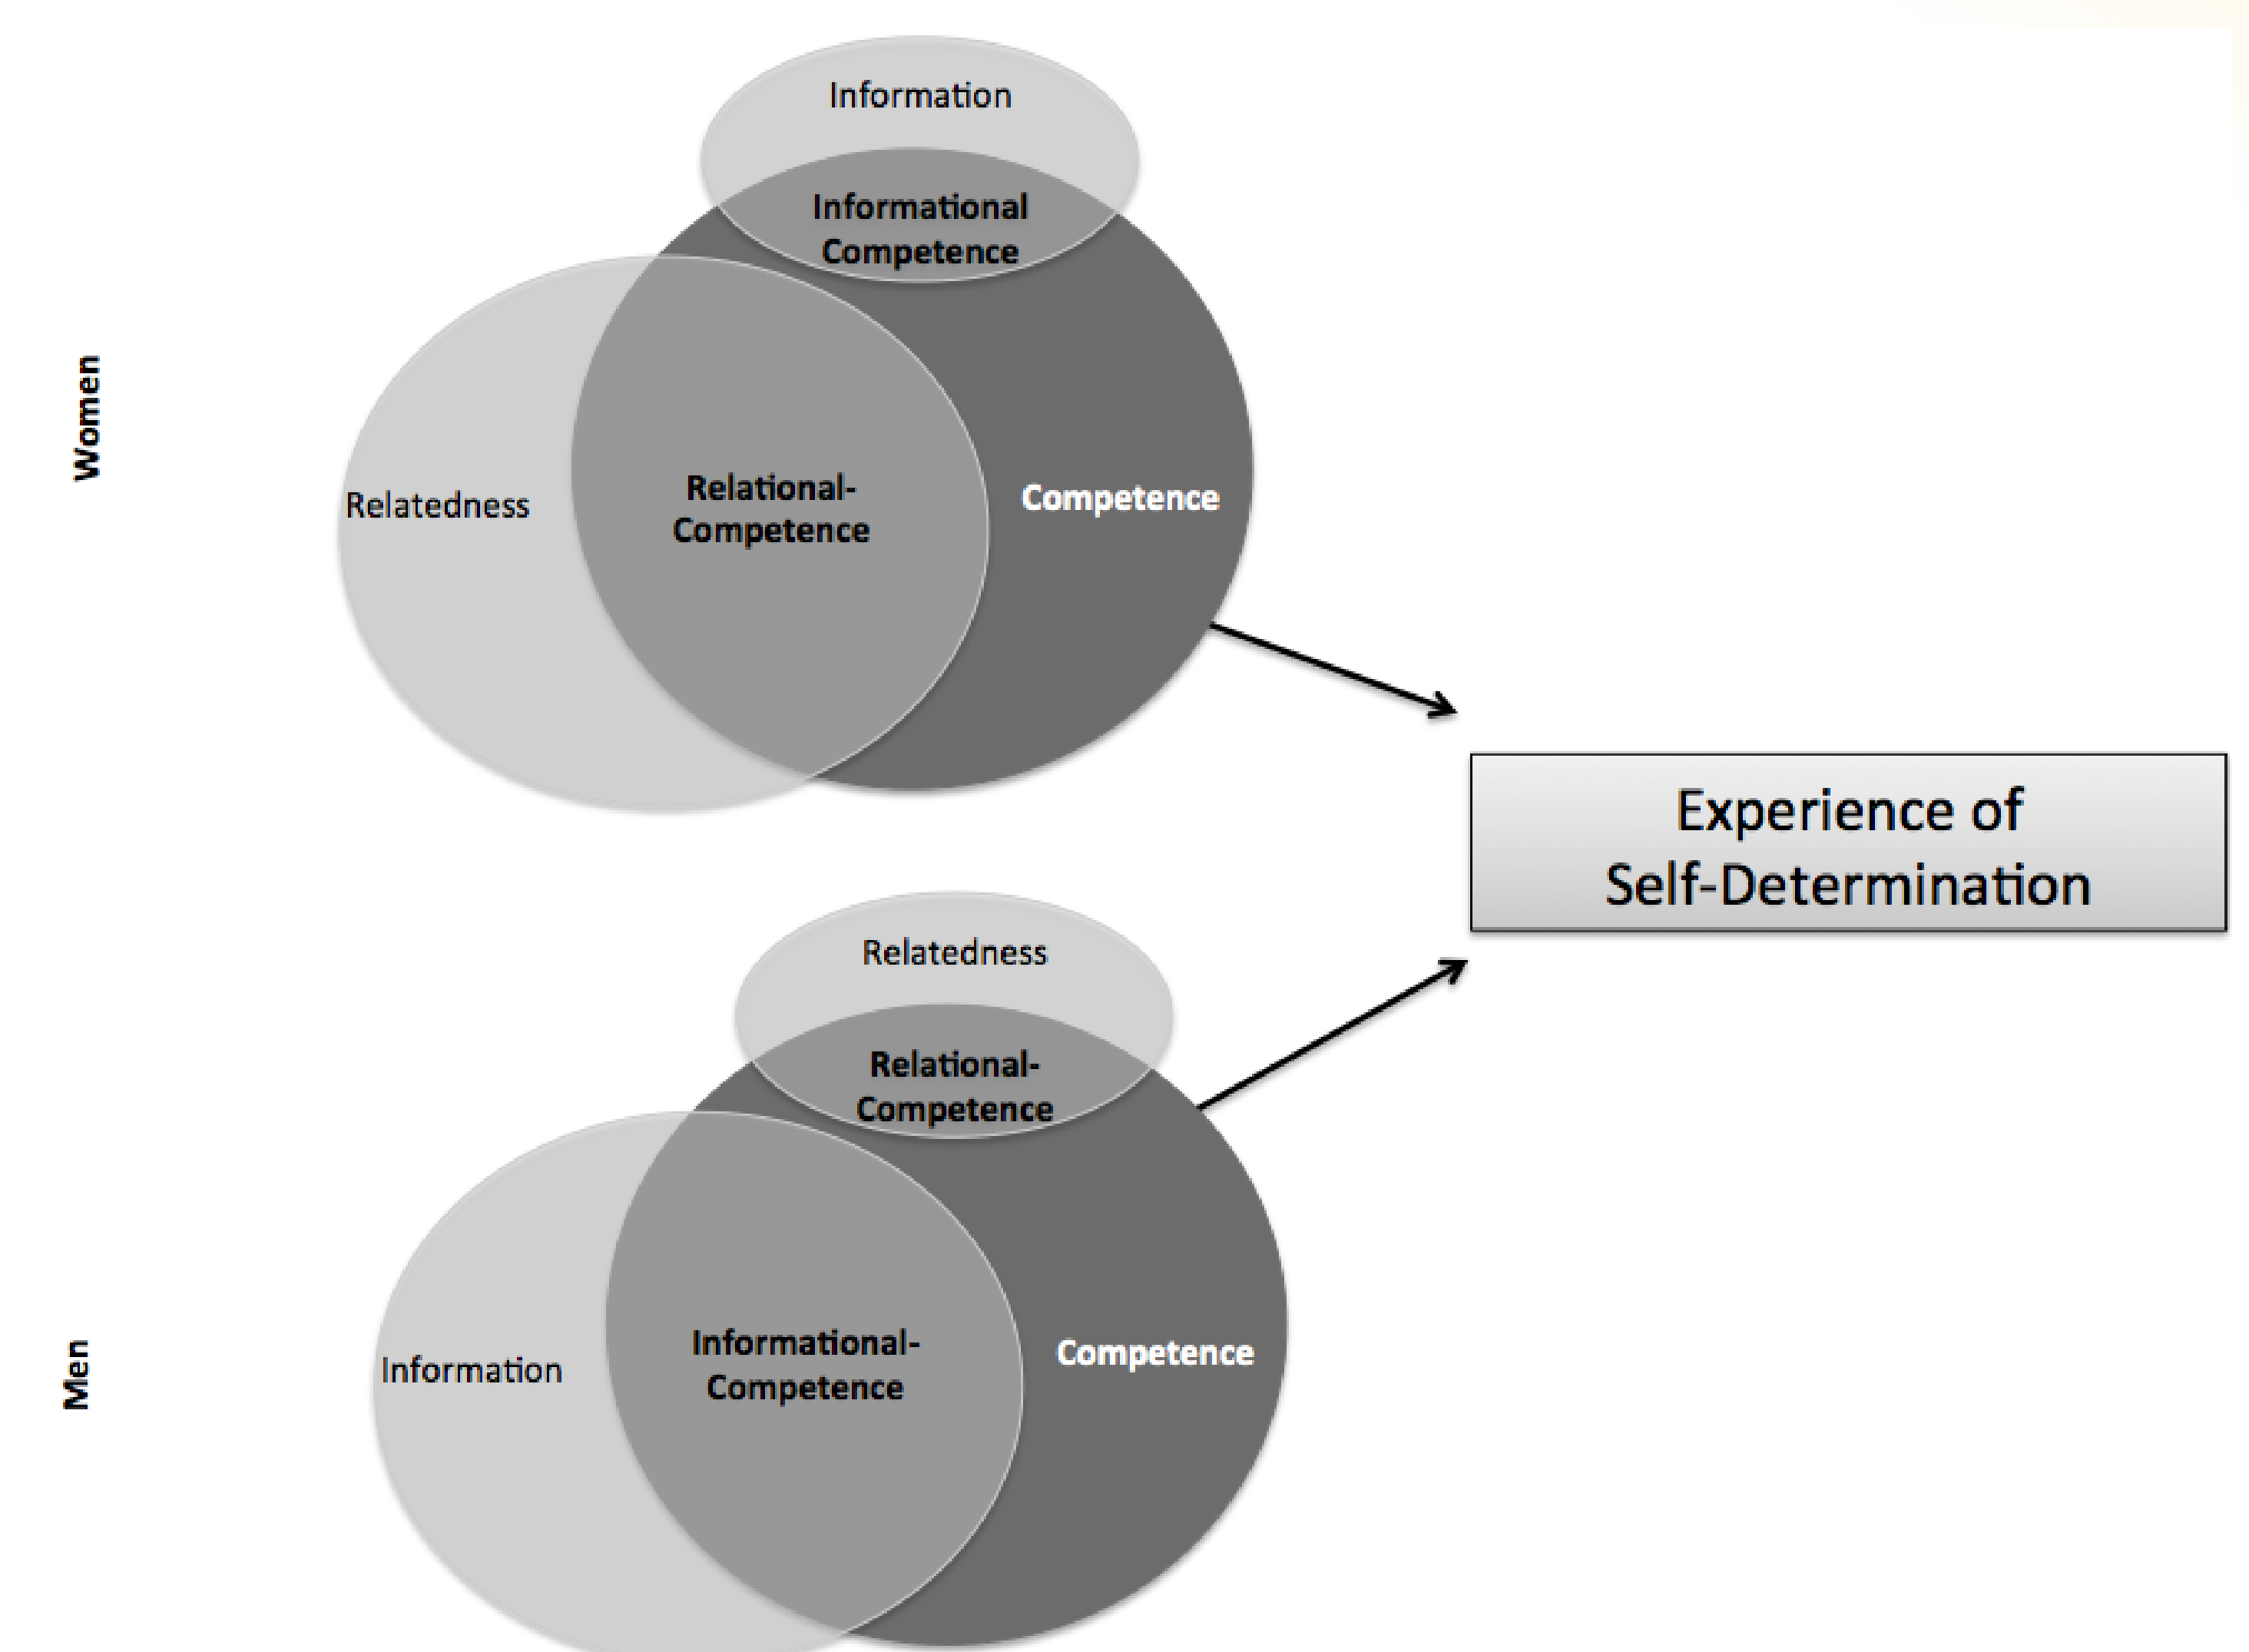 Information
Informational
Competence
Women
Relatedness
Relational-
Competence
Competence
Experience of
Self-Determination
Relatedness
Relational-
Competence
Men
Information
Informational-
Competence
Competence